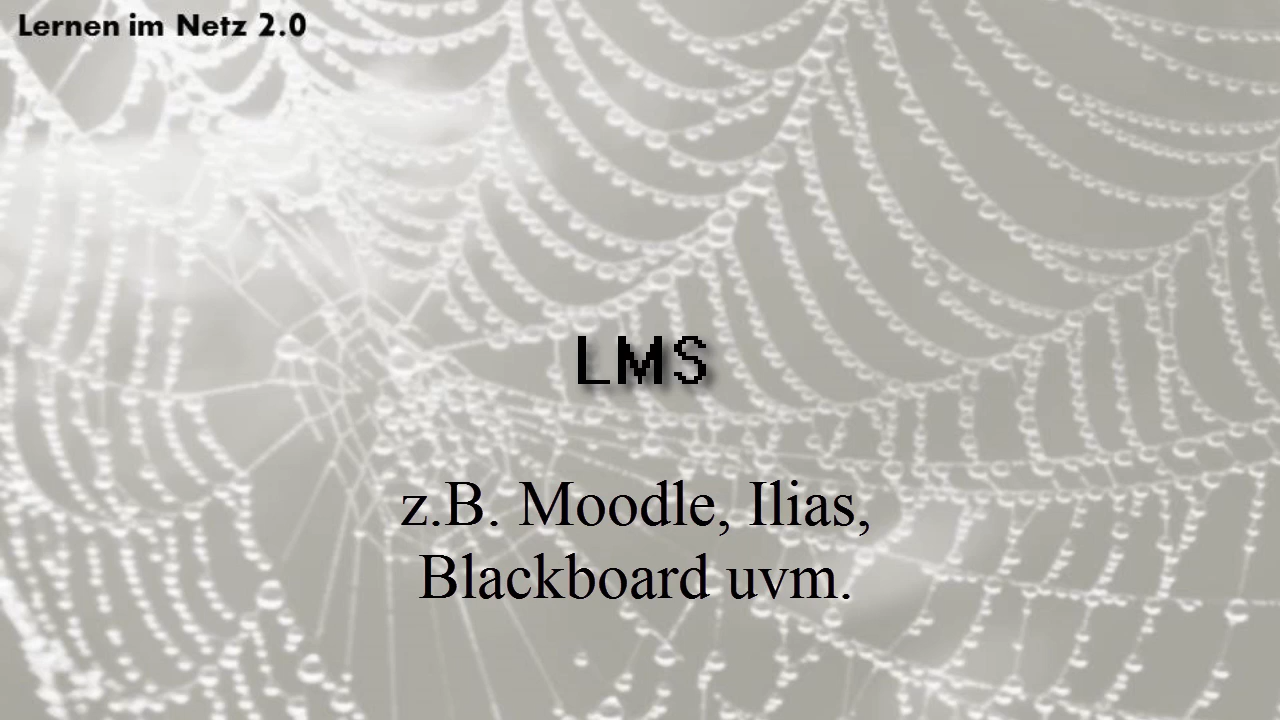 Lernen im Netz 2.0
LMS
z.B. Moodle, Ilias,
Blackboard uvm.